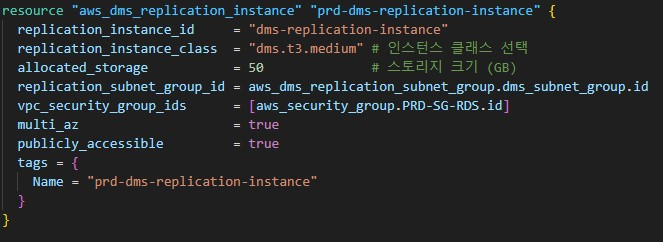 resource "aws_dms_replication_instance" "prd-dms-replication-instance" {
  replication_instance_id     = "dms-replication-instance"
  replication_instance_class  = "dms.t3.medium" # 인스턴스 클래스 선택
  allocated_storage           = 50              # 스토리지 크기 (GB)
  replication_subnet_group_id = aws_dms_replication_subnet_group.dms_subnet_group.id
  vpc_security_group_ids      = [aws_security_group.PRD-SG-RDS.id]
  multi_az                    = true
  publicly_accessible         = true
  tags = {
    Name = "prd-dms-replication-instance"
  }
}